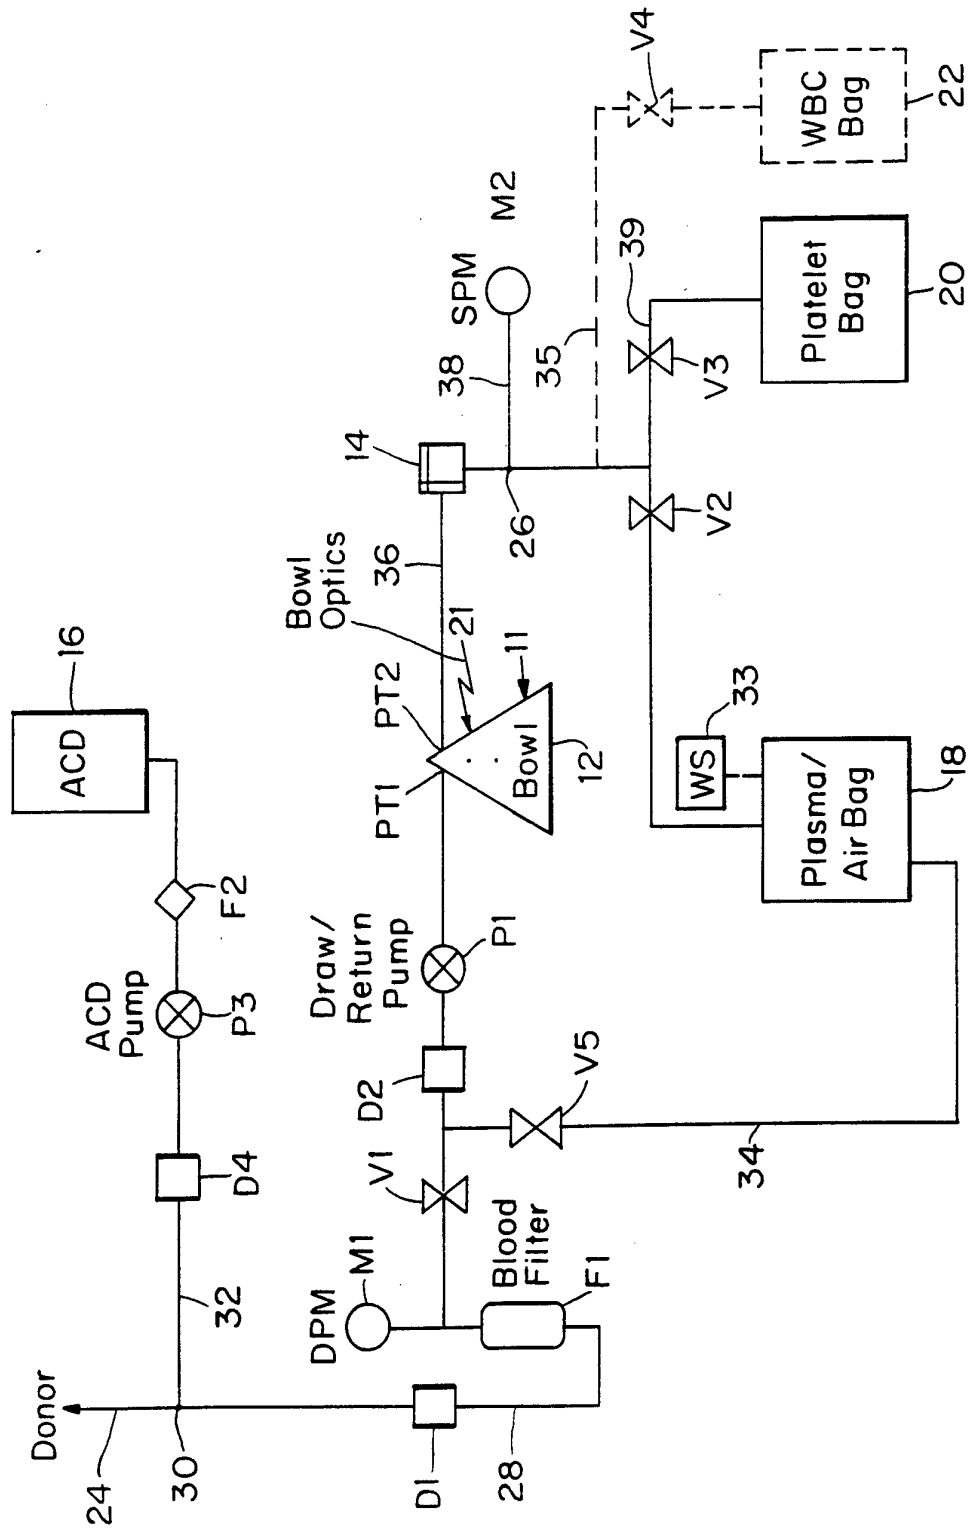 Donor
24
30
32
D4
ACD
Pump
P3
F2
ACD
16
D1
28
DPM
M1
Blood
Filter
F1
V1
D2
V5
34
Draw/
Return
Pump
P1
PT1
PT2
Bowl
Optics
21
11
Bowl
12
36
14
26
38
SPM
M2
35
V2
V3
39
V4
WS
33
Plasma/
Air Bag
18
Platelet
Bag
20
WBC
Bag
22